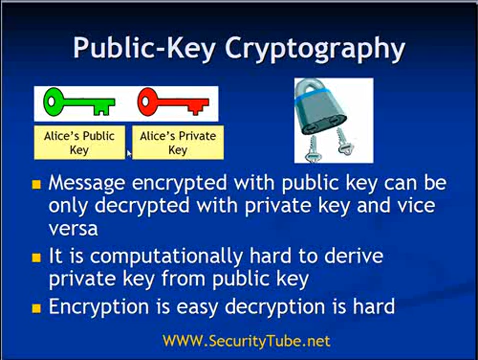 Public-Key Cryptography
Alice's Public Key
Alice's Private Key
Message encrypted with public key can be
only decrypted with private key and vice
versa
It is computationally hard to derive
private key from public key
Encryption is easy decryption is hard
WWW.SecurityTube.net